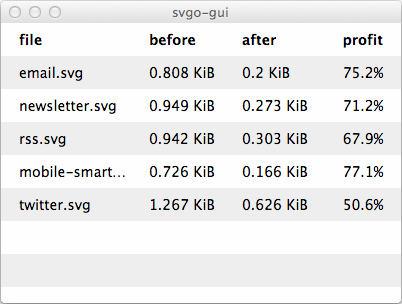 svgo-gui
file before after profit
email.svg 0.808 KiB 0.2 KiB 75.2%
newsletter.svg 0.949 KiB 0.273 KiB 71.2%
rss.svg 0.942 KiB 0.303 KiB 67.9%
mobile-smart... 0.726 KiB 0.166 KiB 77.1%
twitter.svg 1.267 KiB 0.626 KiB 50.6%